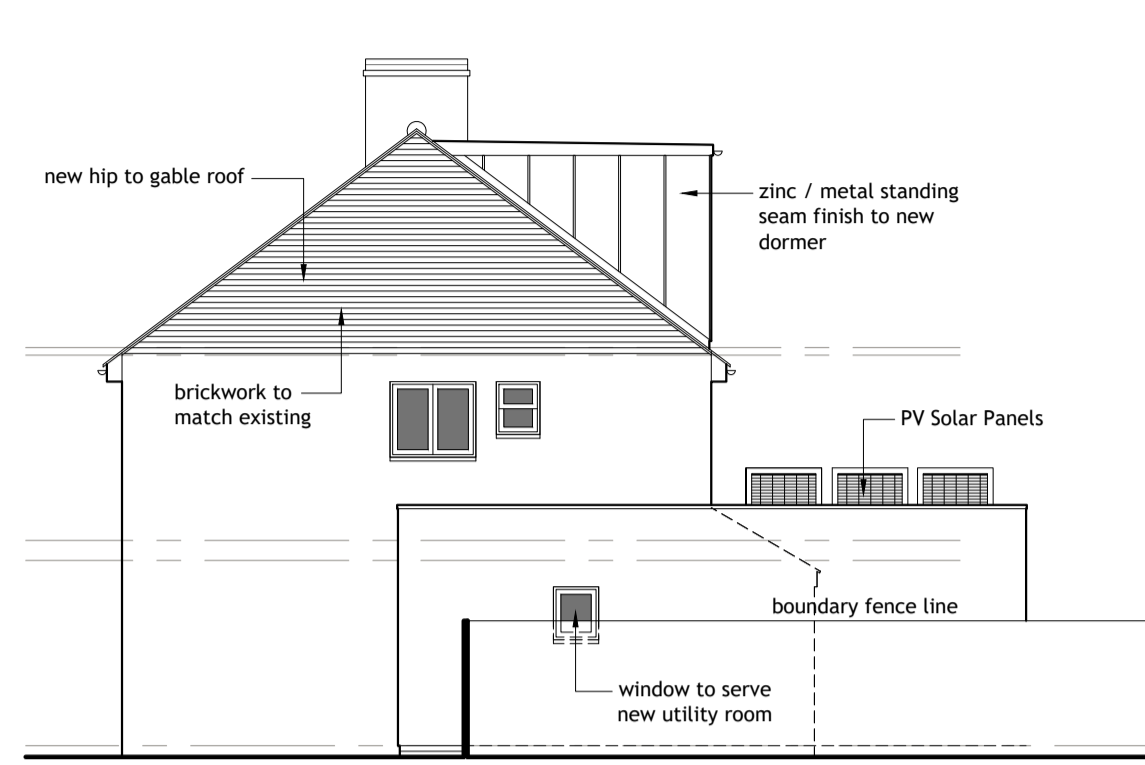 new hip to gable roof
zinc / metal standing
seam finish to new
dormer
brickwork to
match existing
PV Solar Panels
boundary fence line
window to serve
new utility room